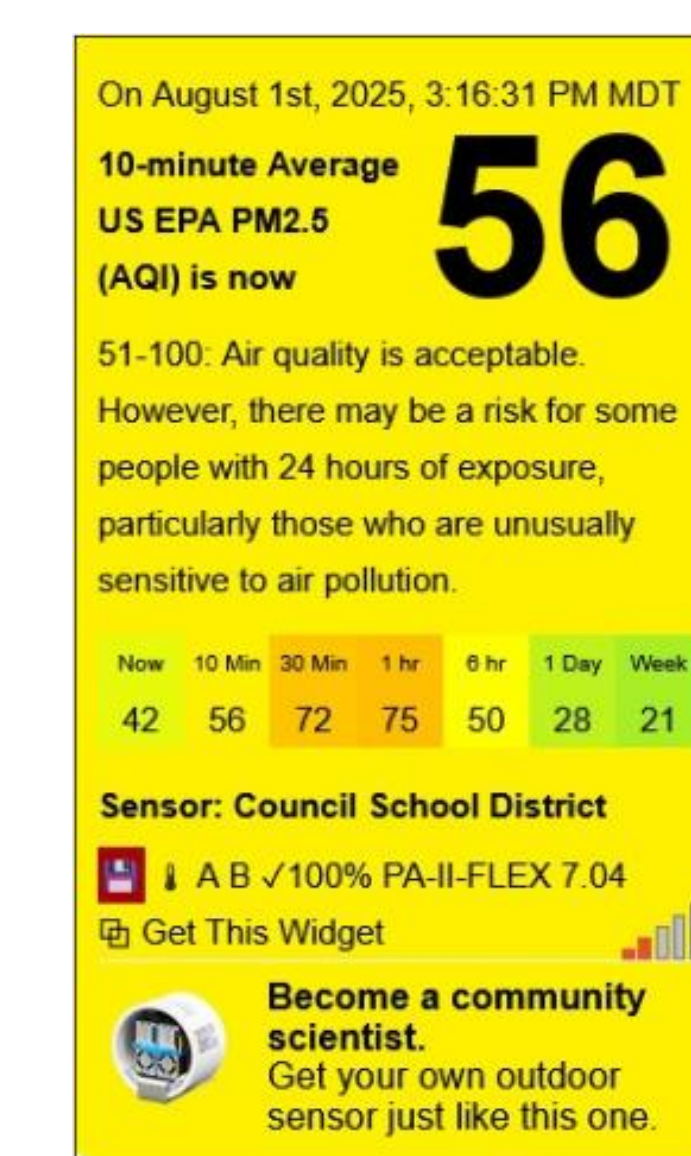 On August 1st, 2025, 3:16:31 PM MDT
10-minute Average
US EPA PM2.5
(AQI) is now
56
51-100: Air quality is acceptable.
However, there may be a risk for some
people with 24 hours of exposure,
particularly those who are unusually
sensitive to air pollution.
Now 10 Min 30 Min 1 hr 6 hr 1 Day Week
42 56 72 75 50 28 21
Sensor: Council School District
A B ✓100% PA-II-FLEX 7.04
Get This Widget
Become a community
scientist.
Get your own outdoor
sensor just like this one.